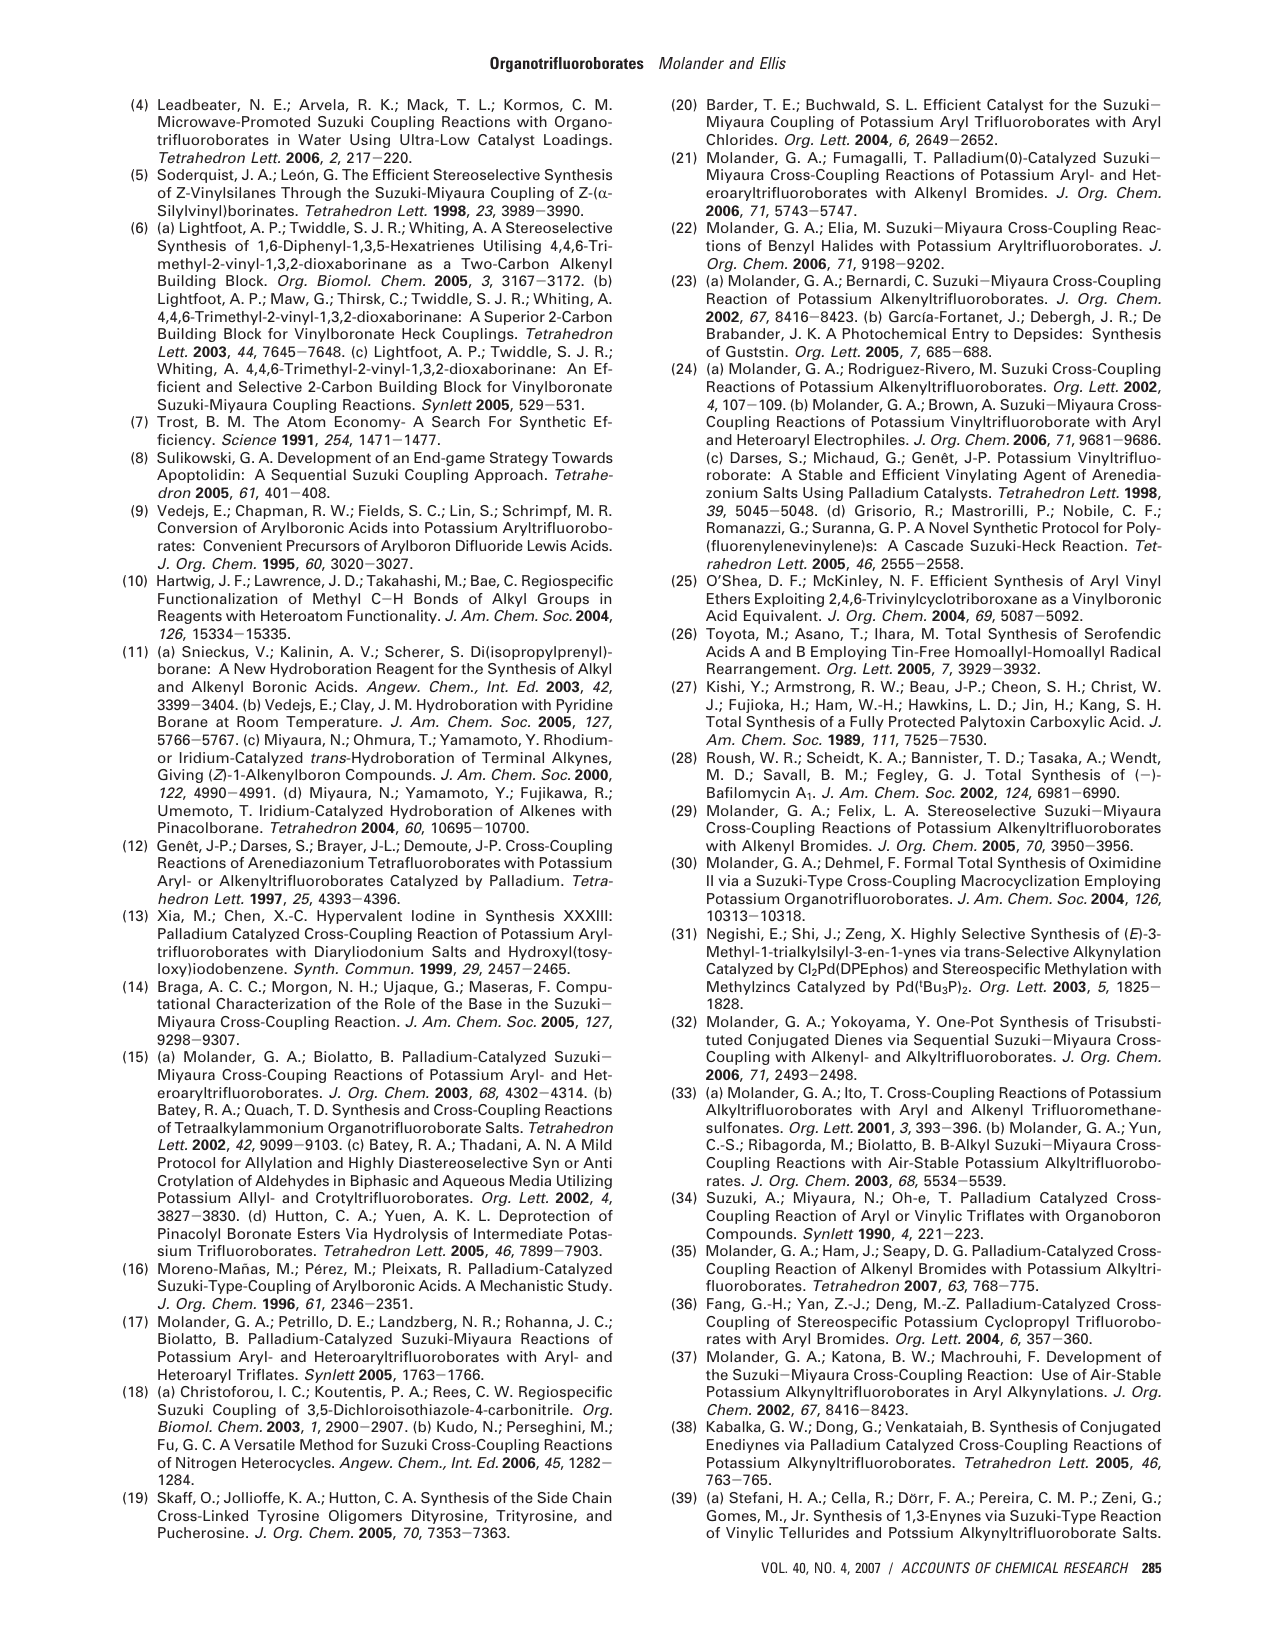 Organotrifluoroborates Molander and Ellis
(4) Leadbeater, N. E.; Arvela, R. K.; Mack, T. L.; Kormos, C. M.
Microwave-Promoted Suzuki Coupling Reactions with Organo-
trifluoroborates in Water Using Ultra-Low Catalyst Loadings.
Tetrahedron Lett. 2006, 2, 217−220.
(5) Soderquist, J. A.; León, G. The Efficient Stereoselective Synthesis
of Z-Vinylsilanes Through the Suzuki-Miyaura Coupling of Z-(α-
Silylvinyl)borinates. Tetrahedron Lett. 1998, 23, 3989−3990.
(6) (a) Lightfoot, A. P.; Twiddle, S. J. R.; Whiting, A. A Stereoselective
Synthesis of 1,6-Diphenyl-1,3,5-Hexatrienes Utilising 4,4,6-Tri-
methyl-2-vinyl-1,3,2-dioxaborinane as a Two-Carbon Alkenyl
Building Block. Org. Biomol. Chem. 2005, 3, 3167−3172. (b)
Lightfoot, A. P.; Maw, G.; Thirsk, C.; Twiddle, S. J. R.; Whiting, A.
4,4,6-Trimethyl-2-vinyl-1,3,2-dioxaborinane: A Superior 2-Carbon
Building Block for Vinylboronate Heck Couplings. Tetrahedron
Lett. 2003, 44, 7645−7648. (c) Lightfoot, A. P.; Twiddle, S. J. R.;
Whiting, A. 4,4,6-Trimethyl-2-vinyl-1,3,2-dioxaborinane: An Ef-
ficient and Selective 2-Carbon Building Block for Vinylboronate
Suzuki-Miyaura Coupling Reactions. Synlett 2005, 529−531.
(7) Trost, B. M. The Atom Economy- A Search For Synthetic Ef-
ficiency. Science 1991, 254, 1471−1477.
(8) Sulikowski, G. A. Development of an End-game Strategy Towards
Apoptolidin: A Sequential Suzuki Coupling Approach. Tetrahe-
dron 2005, 61, 401−408.
(9) Vedejs, E.; Chapman, R. W.; Fields, S. C.; Lin, S.; Schrimpf, M. R.
Conversion of Arylboronic Acids into Potassium Aryltrifluorobo-
rates: Convenient Precursors of Arylboron Difluoride Lewis Acids.
J. Org. Chem. 1995, 60, 3020−3027.
(10) Hartwig, J. F.; Lawrence, J. D.; Takahashi, M.; Bae, C. Regiospecific
Functionalization of Methyl C−H Bonds of Alkyl Groups in
Reagents with Heteroatom Functionality. J. Am. Chem. Soc. 2004,
126, 15334−15335.
(11) (a) Snieckus, V.; Kalinin, A. V.; Scherer, S. Di(isopropylprenyl)-
borane: A New Hydroboration Reagent for the Synthesis of Alkyl
and Alkenyl Boronic Acids. Angew. Chem., Int. Ed. 2003, 42,
3399−3404. (b) Vedejs, E.; Clay, J. M. Hydroboration with Pyridine
Borane at Room Temperature. J. Am. Chem. Soc. 2005, 127,
5766−5767. (c) Miyaura, N.; Ohmura, T.; Yamamoto, Y. Rhodium-
or Iridium-Catalyzed trans-Hydroboration of Terminal Alkynes,
Giving (Z)-1-Alkenylboron Compounds. J. Am. Chem. Soc. 2000,
122, 4990−4991. (d) Miyaura, N.; Yamamoto, Y.; Fujikawa, R.;
Umemoto, T. Iridium-Catalyzed Hydroboration of Alkenes with
Pinacolborane. Tetrahedron 2004, 60, 10695−10700.
(12) Genêt, J-P.; Darses, S.; Brayer, J-L.; Demoute, J-P. Cross-Coupling
Reactions of Arenediazonium Tetrafluoroborates with Potassium
Aryl- or Alkenyltrifluoroborates Catalyzed by Palladium. Tetra-
hedron Lett. 1997, 25, 4393−4396.
(13) Xia, M.; Chen, X.-C. Hypervalent Iodine in Synthesis XXXIII:
Palladium Catalyzed Cross-Coupling Reaction of Potassium Aryl-
trifluoroborates with Diaryliodonium Salts and Hydroxyl(tosy-
loxy)iodobenzene. Synth. Commun. 1999, 29, 2457−2465.
(14) Braga, A. C. C.; Morgon, N. H.; Ujaque, G.; Maseras, F. Compu-
tational Characterization of the Role of the Base in the Suzuki−
Miyaura Cross-Coupling Reaction. J. Am. Chem. Soc. 2005, 127,
9298−9307.
(15) (a) Molander, G. A.; Biolatto, B. Palladium-Catalyzed Suzuki−
Miyaura Cross-Couping Reactions of Potassium Aryl- and Het-
eroaryltrifluoroborates. J. Org. Chem. 2003, 68, 4302−4314. (b)
Batey, R. A.; Quach, T. D. Synthesis and Cross-Coupling Reactions
of Tetraalkylammonium Organotrifluoroborate Salts. Tetrahedron
Lett. 2002, 42, 9099−9103. (c) Batey, R. A.; Thadani, A. N. A Mild
Protocol for Allylation and Highly Diastereoselective Syn or Anti
Crotylation of Aldehydes in Biphasic and Aqueous Media Utilizing
Potassium Allyl- and Crotyltrifluoroborates. Org. Lett. 2002, 4,
3827−3830. (d) Hutton, C. A.; Yuen, A. K. L. Deprotection of
Pinacolyl Boronate Esters Via Hydrolysis of Intermediate Potas-
sium Trifluoroborates. Tetrahedron Lett. 2005, 46, 7899−7903.
(16) Moreno-Mañas, M.; Pérez, M.; Pleixats, R. Palladium-Catalyzed
Suzuki-Type-Coupling of Arylboronic Acids. A Mechanistic Study.
J. Org. Chem. 1996, 61, 2346−2351.
(17) Molander, G. A.; Petrillo, D. E.; Landzberg, N. R.; Rohanna, J. C.;
Biolatto, B. Palladium-Catalyzed Suzuki-Miyaura Reactions of
Potassium Aryl- and Heteroaryltrifluoroborates with Aryl- and
Heteroaryl Triflates. Synlett 2005, 1763−1766.
(18) (a) Christoforou, I. C.; Koutentis, P. A.; Rees, C. W. Regiospecific
Suzuki Coupling of 3,5-Dichloroisothiazole-4-carbonitrile. Org.
Biomol. Chem. 2003, 1, 2900−2907. (b) Kudo, N.; Perseghini, M.;
Fu, G. C. A Versatile Method for Suzuki Cross-Coupling Reactions
of Nitrogen Heterocycles. Angew. Chem., Int. Ed. 2006, 45, 1282−
1284.
(19) Skaff, O.; Jollioffe, K. A.; Hutton, C. A. Synthesis of the Side Chain
Cross-Linked Tyrosine Oligomers Dityrosine, Trityrosine, and
Pucherosine. J. Org. Chem. 2005, 70, 7353−7363.
(20) Barder, T. E.; Buchwald, S. L. Efficient Catalyst for the Suzuki−
Miyaura Coupling of Potassium Aryl Trifluoroborates with Aryl
Chlorides. Org. Lett. 2004, 6, 2649−2652.
(21) Molander, G. A.; Fumagalli, T. Palladium(0)-Catalyzed Suzuki−
Miyaura Cross-Coupling Reactions of Potassium Aryl- and Het-
eroaryltrifluoroborates with Alkenyl Bromides. J. Org. Chem.
2006, 71, 5743−5747.
(22) Molander, G. A.; Elia, M. Suzuki−Miyaura Cross-Coupling Reac-
tions of Benzyl Halides with Potassium Aryltrifluoroborates. J.
Org. Chem. 2006, 71, 9198−9202.
(23) (a) Molander, G. A.; Bernardi, C. Suzuki−Miyaura Cross-Coupling
Reaction of Potassium Alkenyltrifluoroborates. J. Org. Chem.
2002, 67, 8416−8423. (b) García-Fortanet, J.; Debergh, J. R.; De
Brabander, J. K. A Photochemical Entry to Depsides: Synthesis
of Guststin. Org. Lett. 2005, 7, 685−688.
(24) (a) Molander, G. A.; Rodriguez-Rivero, M. Suzuki Cross-Coupling
Reactions of Potassium Alkenyltrifluoroborates. Org. Lett. 2002,
4, 107−109. (b) Molander, G. A.; Brown, A. Suzuki−Miyaura Cross-
Coupling Reactions of Potassium Vinyltrifluoroborate with Aryl
and Heteroaryl Electrophiles. J. Org. Chem. 2006, 71, 9681−9686.
(c) Darses, S.; Michaud, G.; Genêt, J-P. Potassium Vinyltrifluo-
roborate: A Stable and Efficient Vinylating Agent of Arenedia-
zonium Salts Using Palladium Catalysts. Tetrahedron Lett. 1998,
39, 5045−5048. (d) Grisorio, R.; Mastrorilli, P.; Nobile, C. F.;
Romanazzi, G.; Suranna, G. P. A Novel Synthetic Protocol for Poly-
(fluorenylenevinylene)s: A Cascade Suzuki-Heck Reaction. Tet-
rahedron Lett. 2005, 46, 2555−2558.
(25) O'Shea, D. F.; McKinley, N. F. Efficient Synthesis of Aryl Vinyl
Ethers Exploiting 2,4,6-Trivinylcyclotriboroxane as a Vinylboronic
Acid Equivalent. J. Org. Chem. 2004, 69, 5087−5092.
(26) Toyota, M.; Asano, T.; Ihara, M. Total Synthesis of Serofendic
Acids A and B Employing Tin-Free Homoallyl-Homoallyl Radical
Rearrangement. Org. Lett. 2005, 7, 3929−3932.
(27) Kishi, Y.; Armstrong, R. W.; Beau, J-P.; Cheon, S. H.; Christ, W.
J.; Fujioka, H.; Ham, W.-H.; Hawkins, L. D.; Jin, H.; Kang, S. H.
Total Synthesis of a Fully Protected Palytoxin Carboxylic Acid. J.
Am. Chem. Soc. 1989, 111, 7525−7530.
(28) Roush, W. R.; Scheidt, K. A.; Bannister, T. D.; Tasaka, A.; Wendt,
M. D.; Savall, B. M.; Fegley, G. J. Total Synthesis of (−)-
Bafilomycin A1. J. Am. Chem. Soc. 2002, 124, 6981−6990.
(29) Molander, G. A.; Felix, L. A. Stereoselective Suzuki−Miyaura
Cross-Coupling Reactions of Potassium Alkenyltrifluoroborates
with Alkenyl Bromides. J. Org. Chem. 2005, 70, 3950−3956.
(30) Molander, G. A.; Dehmel, F. Formal Total Synthesis of Oximidine
II via a Suzuki-Type Cross-Coupling Macrocyclization Employing
Potassium Organotrifluoroborates. J. Am. Chem. Soc. 2004, 126,
10313−10318.
(31) Negishi, E.; Shi, J.; Zeng, X. Highly Selective Synthesis of (E)-3-
Methyl-1-trialkylsilyl-3-en-1-ynes via trans-Selective Alkynylation
Catalyzed by Cl2Pd(DPEphos) and Stereospecific Methylation with
Methylzincs Catalyzed by Pd(tBu3P)2. Org. Lett. 2003, 5, 1825−
1828.
(32) Molander, G. A.; Yokoyama, Y. One-Pot Synthesis of Trisubsti-
tuted Conjugated Dienes via Sequential Suzuki−Miyaura Cross-
Coupling with Alkenyl- and Alkyltrifluoroborates. J. Org. Chem.
2006, 71, 2493−2498.
(33) (a) Molander, G. A.; Ito, T. Cross-Coupling Reactions of Potassium
Alkyltrifluoroborates with Aryl and Alkenyl Trifluoromethane-
sulfonates. Org. Lett. 2001, 3, 393−396. (b) Molander, G. A.; Yun,
C.-S.; Ribagorda, M.; Biolatto, B. B-Alkyl Suzuki−Miyaura Cross-
Coupling Reactions with Air-Stable Potassium Alkyltrifluorobo-
rates. J. Org. Chem. 2003, 68, 5534−5539.
(34) Suzuki, A.; Miyaura, N.; Oh-e, T. Palladium Catalyzed Cross-
Coupling Reaction of Aryl or Vinylic Triflates with Organoboron
Compounds. Synlett 1990, 4, 221−223.
(35) Molander, G. A.; Ham, J.; Seapy, D. G. Palladium-Catalyzed Cross-
Coupling Reaction of Alkenyl Bromides with Potassium Alkyltri-
fluoroborates. Tetrahedron 2007, 63, 768−775.
(36) Fang, G.-H.; Yan, Z.-J.; Deng, M.-Z. Palladium-Catalyzed Cross-
Coupling of Stereospecific Potassium Cyclopropyl Trifluorobo-
rates with Aryl Bromides. Org. Lett. 2004, 6, 357−360.
(37) Molander, G. A.; Katona, B. W.; Machrouhi, F. Development of
the Suzuki−Miyaura Cross-Coupling Reaction: Use of Air-Stable
Potassium Alkynyltrifluoroborates in Aryl Alkynylations. J. Org.
Chem. 2002, 67, 8416−8423.
(38) Kabalka, G. W.; Dong, G.; Venkataiah, B. Synthesis of Conjugated
Enediynes via Palladium Catalyzed Cross-Coupling Reactions of
Potassium Alkynyltrifluoroborates. Tetrahedron Lett. 2005, 46,
763−765.
(39) (a) Stefani, H. A.; Cella, R.; Dörr, F. A.; Pereira, C. M. P.; Zeni, G.;
Gomes, M., Jr. Synthesis of 1,3-Enynes via Suzuki-Type Reaction
of Vinylic Tellurides and Potssium Alkynyltrifluoroborate Salts.
VOL. 40, NO. 4, 2007 / ACCOUNTS OF CHEMICAL RESEARCH 285